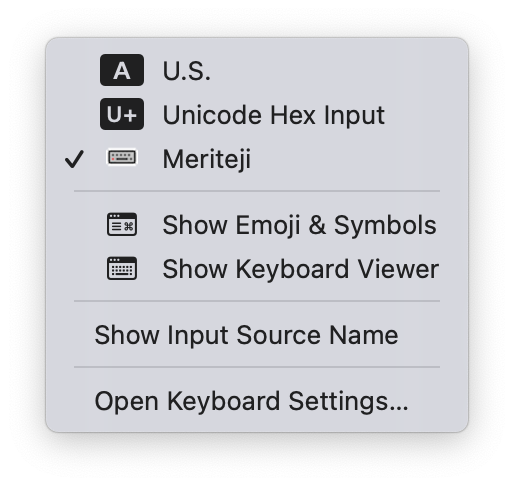 A U.S.
U+ Unicode Hex Input
Meriteji
Show Emoji & Symbols
Show Keyboard Viewer
Show Input Source Name
Open Keyboard Settings...